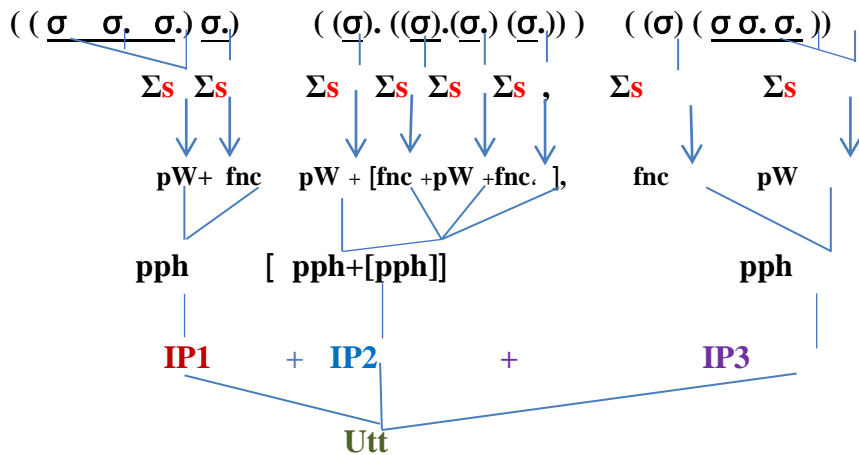 ( ( σ σ. σ.) σ.) ( ( σ). ((σ).(σ.) (σ.)) ) ( (σ) ( σ σ. σ. ))
Σs Σs Σs Σs Σs Σs , Σs Σs
pW+ fnc pW + [fnc +pW +fnc. ], fnc pW
pph [ pph+[pph]] pph
IP1 + IP2 + IP3
Utt